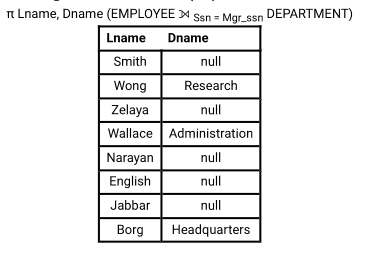 π Lname, Dname (EMPLOYEE ⟕ Ssn = Mgr_ssn DEPARTMENT)
Lname Dname
Smith null
Wong Research
Zelaya null
Wallace Administration
Narayan null
English null
Jabbar null
Borg Headquarters